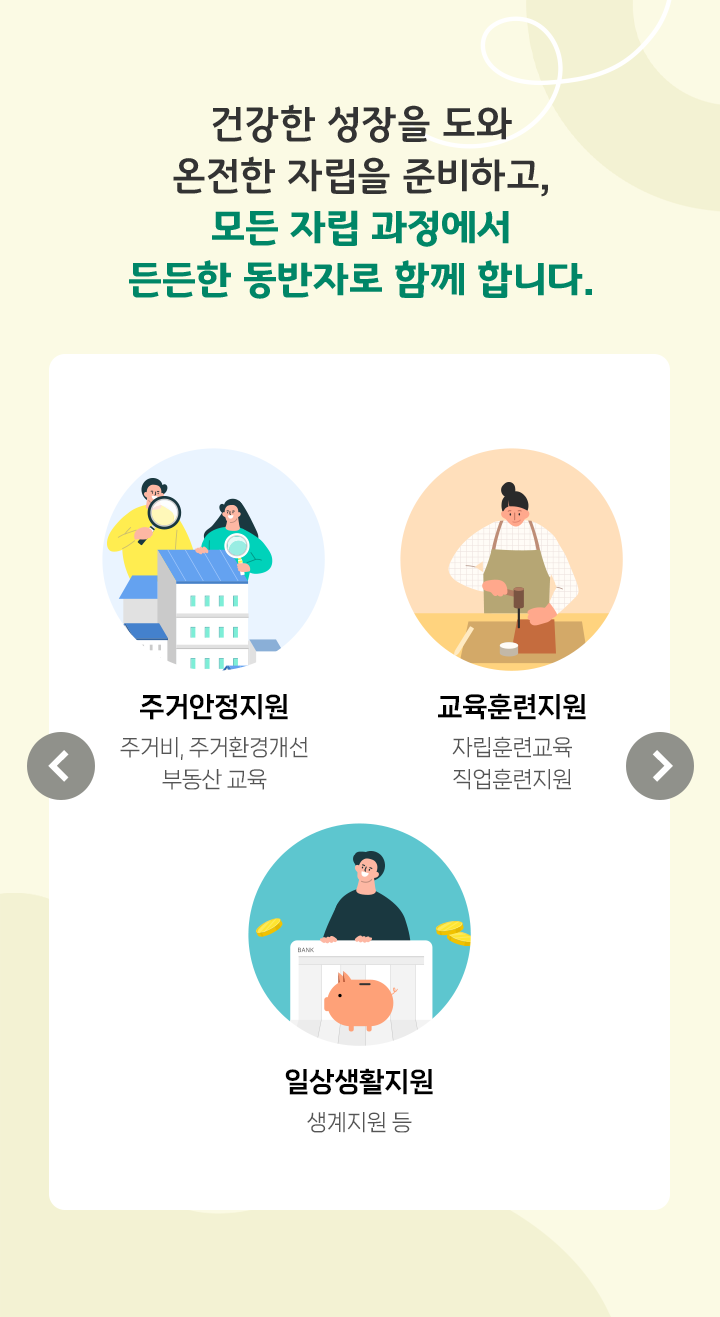 건강한 성장을 도와
온전한 자립을 준비하고,
모든 자립 과정에서
든든한 동반자로 함께 합니다.
주거안정지원
주거비, 주거환경개선
부동산 교육
교육훈련지원
자립훈련교육
직업훈련지원
BANK
일상생활지원
생계지원 등